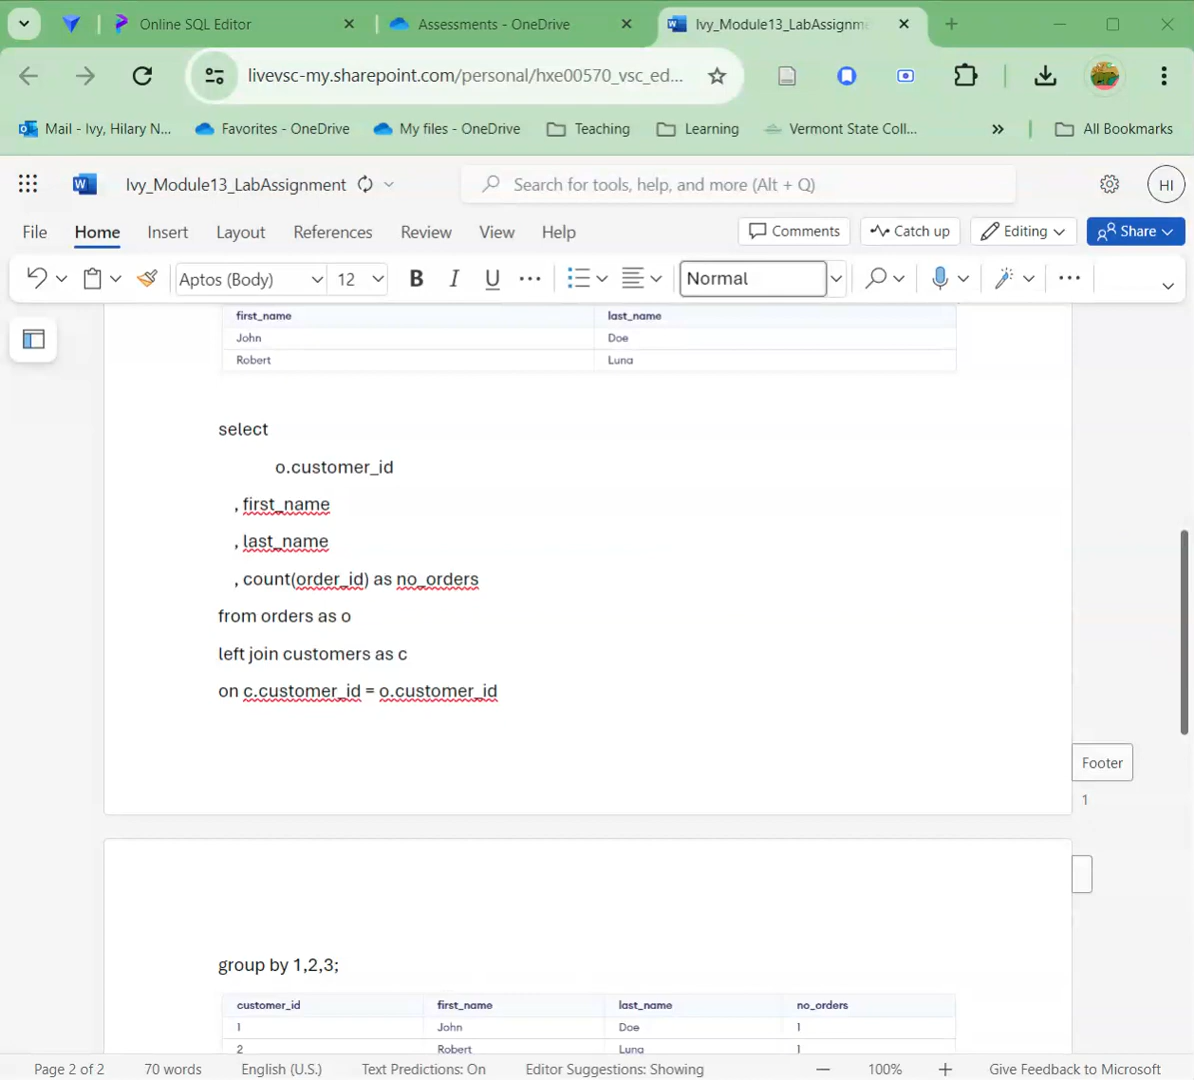 Online SQL Editor
Assessments - OneDrive
Ivy_Module13_LabAssignme
livevsc-my.sharepoint.com/personal/hxe00570_vsc_ed...
Mail - Ivy, Hilary N...
Favorites - OneDrive
My files - OneDrive
Teaching
Learning
Vermont State Coll...
»
All Bookmarks
Ivy_Module13_LabAssignment
Search for tools, help, and more (Alt + Q)
HI
File
Home
Insert
Layout
References
Review
View
Help
Comments
Catch up
Editing
Share
Aptos (Body)
12
B
I
U
Normal
first_name last_name
John Doe
Robert Luna
select
o.customer_id
, first_name
, last_name
, count(order_id) as no_orders
from orders as o
left join customers as c
on c.customer_id = o.customer_id
Footer
1
group by 1,2,3;
customer_id first_name last_name no_orders
1 John Doe 1
2 Robert Luna 1
Page 2 of 2
70 words
English (U.S.)
Text Predictions: On
Editor Suggestions: Showing
100%
Give Feedback to Microsoft